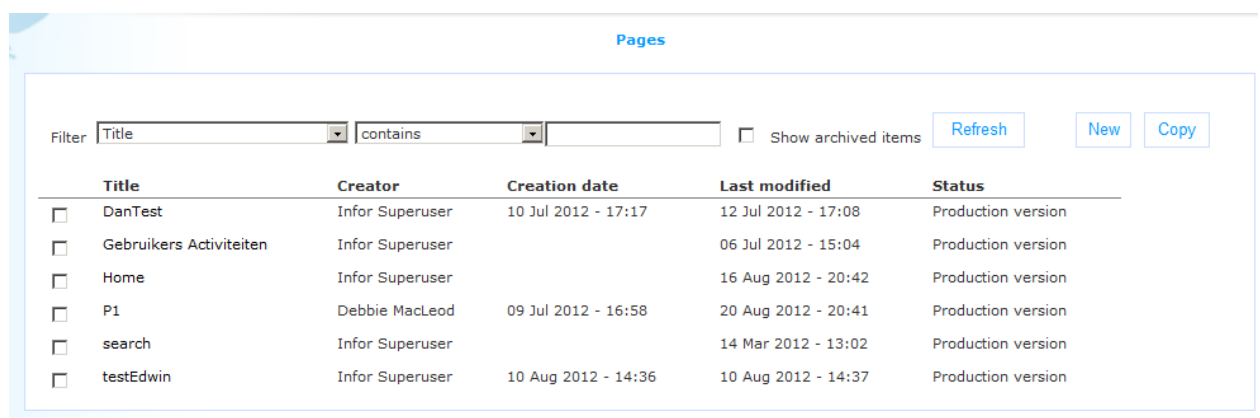 Pages
Filter Title contains Show archived items Refresh New Copy
Title Creator Creation date Last modified Status
DanTest Infor Superuser 10 Jul 2012 - 17:17 12 Jul 2012 - 17:08 Production version
Gebruikers Activiteiten Infor Superuser 06 Jul 2012 - 15:04 Production version
Home Infor Superuser 16 Aug 2012 - 20:42 Production version
P1 Debbie MacLeod 09 Jul 2012 - 16:58 20 Aug 2012 - 20:41 Production version
search Infor Superuser 14 Mar 2012 - 13:02 Production version
testEdwin Infor Superuser 10 Aug 2012 - 14:36 10 Aug 2012 - 14:37 Production version